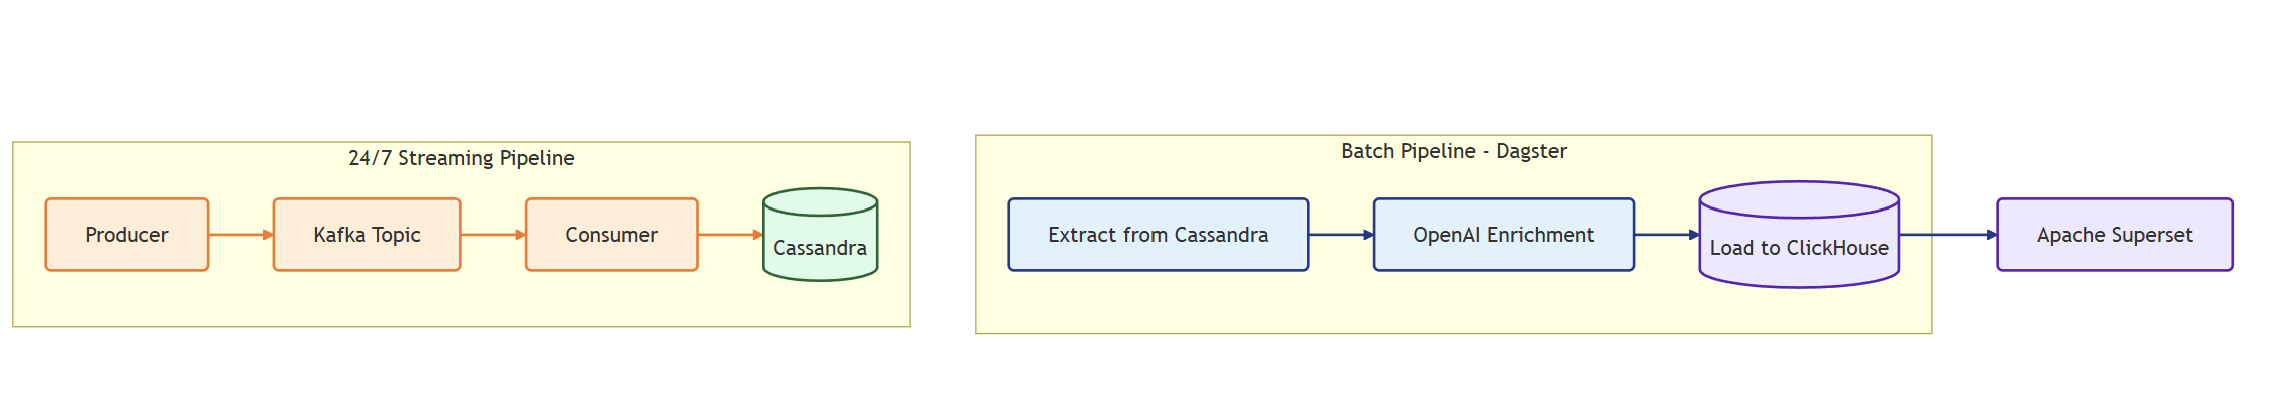 24/7 Streaming Pipeline
Producer
Kafka Topic
Consumer
Cassandra
Batch Pipeline - Dagster
Extract from Cassandra
OpenAI Enrichment
Load to ClickHouse
Apache Superset